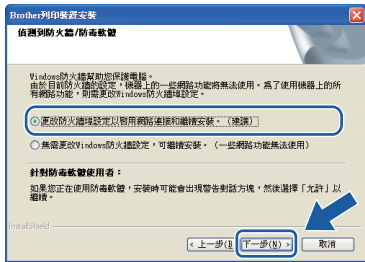 Brother列印裝置安裝
偵測到防火牆/防毒軟體
Windows防火牆幫助您保護電腦。
由於目前防火牆的設定，機器上的一些網路功能將無法使用。爲了使用機器上的所
有網路功能，則需更改Windows防火牆埠設定。
更改防火牆埠設定以啓用網路連接和繼續安裝。（建議）
無需更改Windows防火牆設定，可繼續安裝。（一些網路功能無法使用）
針對防毒軟體使用者：
如果您正在使用防毒軟體，安裝時可能會出現警告對話方塊，然後選擇「允許」以
繼續。
InstallShield
< 上一步(B 下一步(N) > 取消